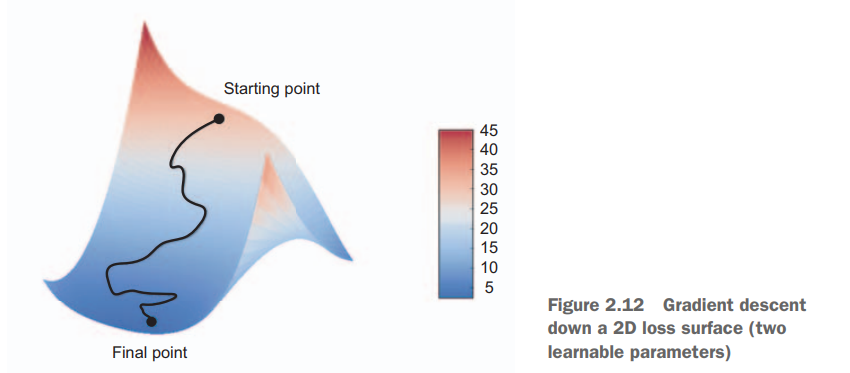 Starting point
45
40
35
30
25
20
15
10
5
Final point
Figure 2.12 Gradient descent
down a 2D loss surface (two
learnable parameters)